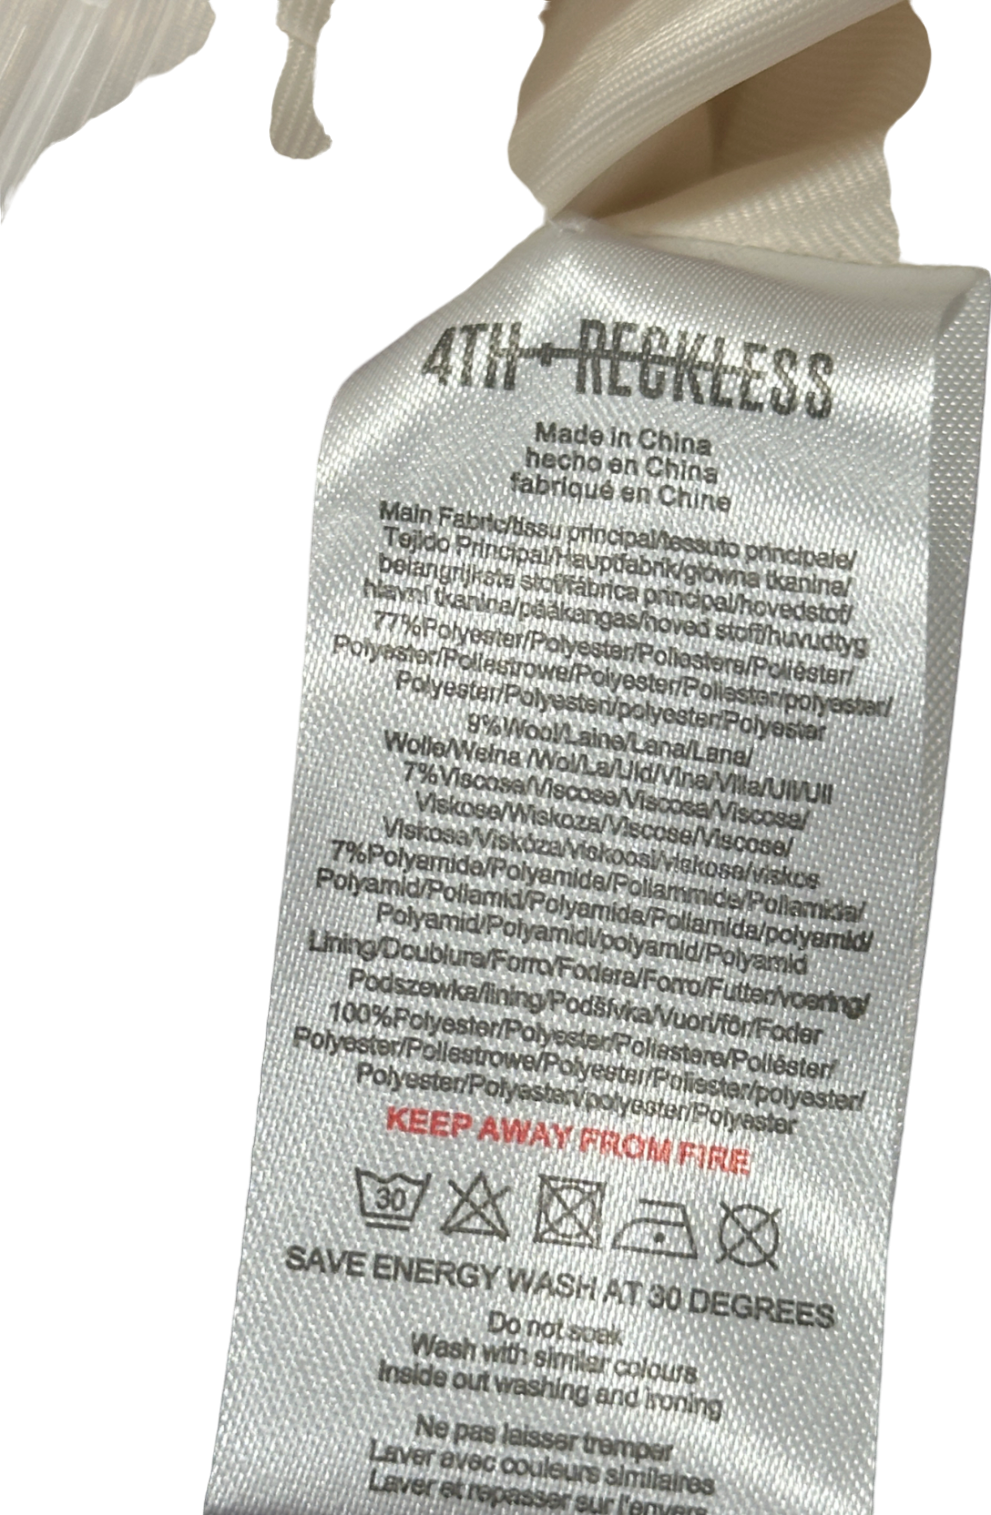 4TH + RECKLESS
Made in China
hecho en China
fabriqué en Chine
Main Fabric/tissu principal/tessuto principale/
Tejido Principal/Hauptfabrik/główna tkanina/
belangrijkste stof/fábrica principal/hovedstof/
hlavní tkanina/pääkangas/hoved stoff/huvudtyg
77%Polyester/Polyester/Poliestere/Poliéster/
Polyester/Poliestrowe/Polyester/Poliester/polyester/
Polyester/Polyesteri/polyester/Polyester
9%Wool/Laine/Lana/Lana/
Wolle/Wełna /Wol/La/Uld/Vlna/Villa/Ull/Ull
7%Viscose/Viscose/Viscosa/Viscosa/
Viskose/Wiskoza/Viscose/Viscose/
Viskose/Viskóza/Viskoosi/viskose/viskos
7%Polyamide/Polyamide/Poliammide/Poliamida/
Polyamid/Poliamid/Polyamide/Poliamida/polyamid/
Polyamid/Polyamidi/polyamid/Polyamid
Lining/Doublure/Forro/Fodera/Forro/Futter/voering/
Podszewka/lining/Podšívka/Vuori/fôr/Foder
100%Polyester/Polyester/Poliestere/Poliéster/
Polyester/Poliestrowe/Polyester/Poliester/polyester/
Polyester/Polyesteri/polyester/Polyester
KEEP AWAY FROM FIRE
30
SAVE ENERGY WASH AT 30 DEGREES
Do not soak
Wash with similar colours
Inside out washing and ironing
Ne pas laisser tremper
Laver avec couleurs similaires
Laver et repasser sur l'envers